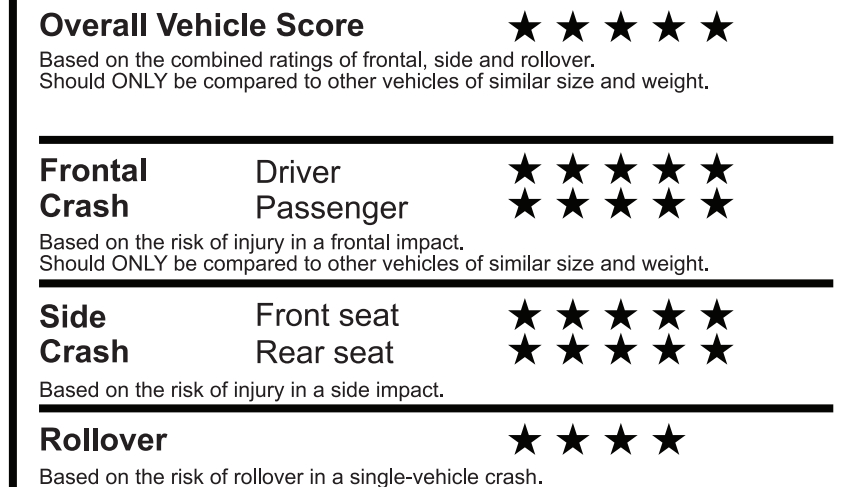 Overall Vehicle Score ★ ★ ★ ★ ★
Based on the combined ratings of frontal, side and rollover.
Should ONLY be compared to other vehicles of similar size and weight.
Frontal Driver ★ ★ ★ ★ ★
Crash Passenger ★ ★ ★ ★ ★
Based on the risk of injury in a frontal impact.
Should ONLY be compared to other vehicles of similar size and weight.
Side Front seat ★ ★ ★ ★ ★
Crash Rear seat ★ ★ ★ ★ ★
Based on the risk of injury in a side impact.
Rollover ★ ★ ★ ★
Based on the risk of rollover in a single-vehicle crash.